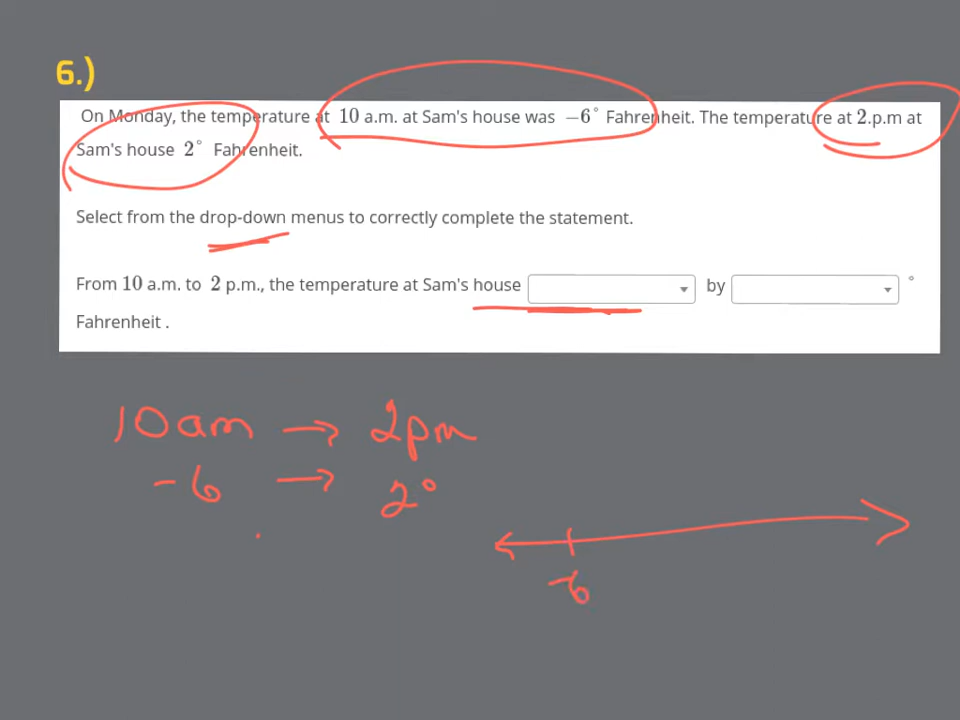 6.)
On Monday, the temperature at 10 a.m. at Sam's house was −6° Fahrenheit. The temperature at 2.p.m at
Sam's house 2° Fahrenheit.
Select from the drop-down menus to correctly complete the statement.
From 10 a.m. to 2 p.m., the temperature at Sam's house by °
Fahrenheit .
10am → 2pm
-6 → 2°
-6